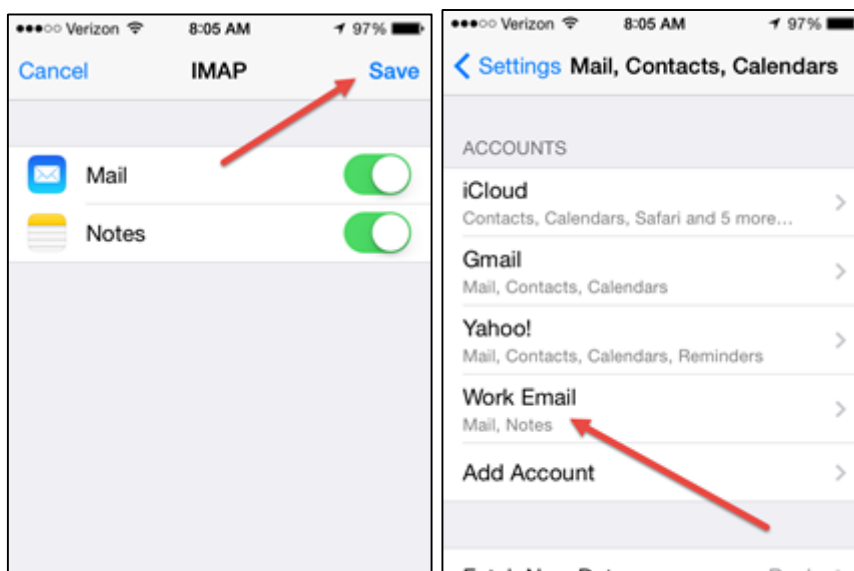 Verizon 8:05 AM 97%
Cancel IMAP Save
Mail
Notes
Verizon 8:05 AM 97%
Settings Mail, Contacts, Calendars
ACCOUNTS
iCloud
Contacts, Calendars, Safari and 5 more...
Gmail
Mail, Contacts, Calendars
Yahoo!
Mail, Contacts, Calendars, Reminders
Work Email
Mail, Notes
Add Account